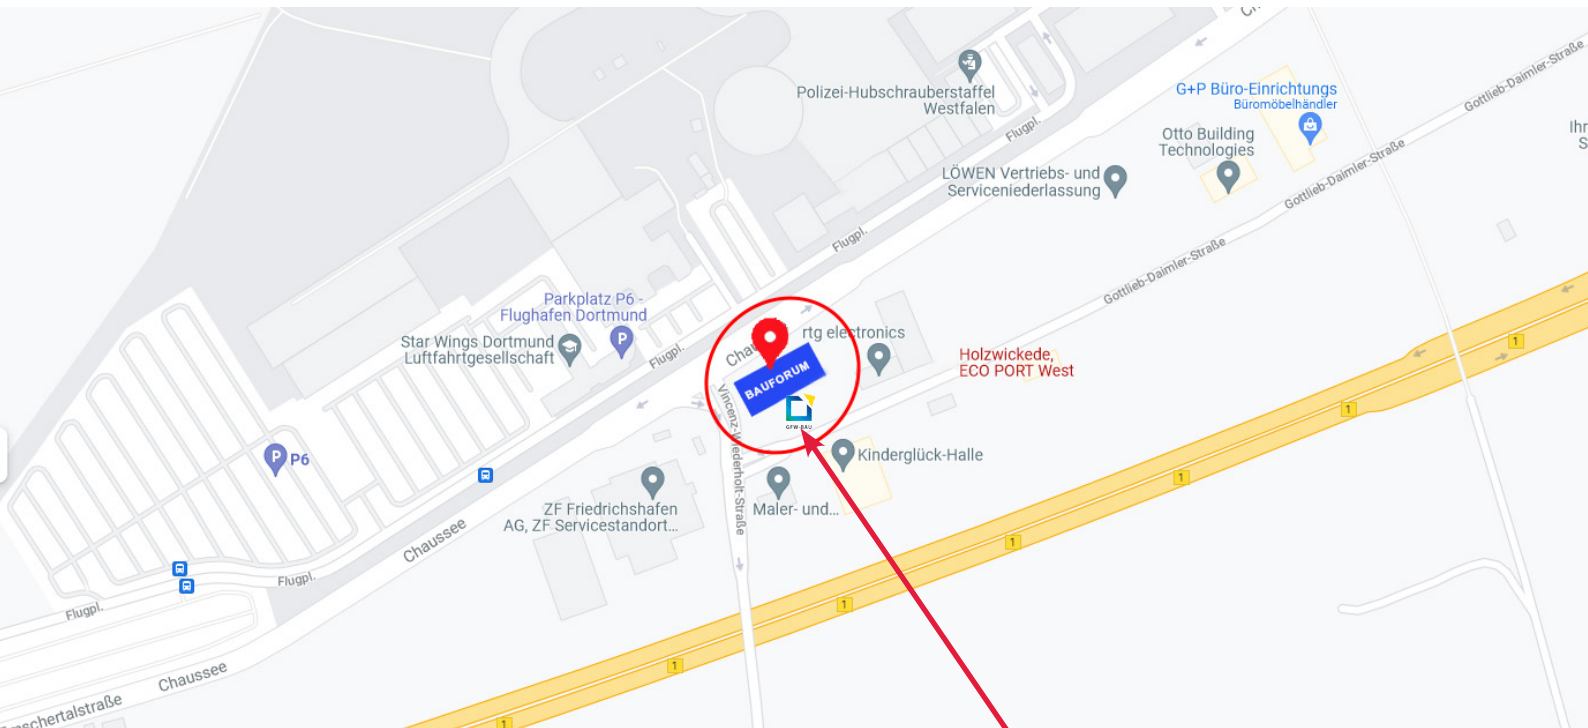 Polizei-Hubschrauberstaffel
Westfalen
Flugpl.
G+P Büro-Einrichtungs
Büromöbelhändler
Gottlieb-Daimler-Straße
Otto Building
Technologies
LÖWEN Vertriebs- und
Serviceniederlassung
Gottlieb-Daimler-Straße
Flugpl.
Gottlieb-Daimler-Straße
Parkplatz P6 -
Flughafen Dortmund
P
Star Wings Dortmund
Luftfahrtgesellschaft
Flugpl.
rtg electronics
BAUFORUM
GFW-BAU
Holzwickede,
ECO PORT West
1
1
Vincenz-Wiederholt-Straße
P
P6
Kinderglück-Halle
1
ZF Friedrichshafen
AG, ZF Servicestandort...
Maler- und...
Chaussee
1
Flugpl.
Flugpl.
1
Chaussee
1
1